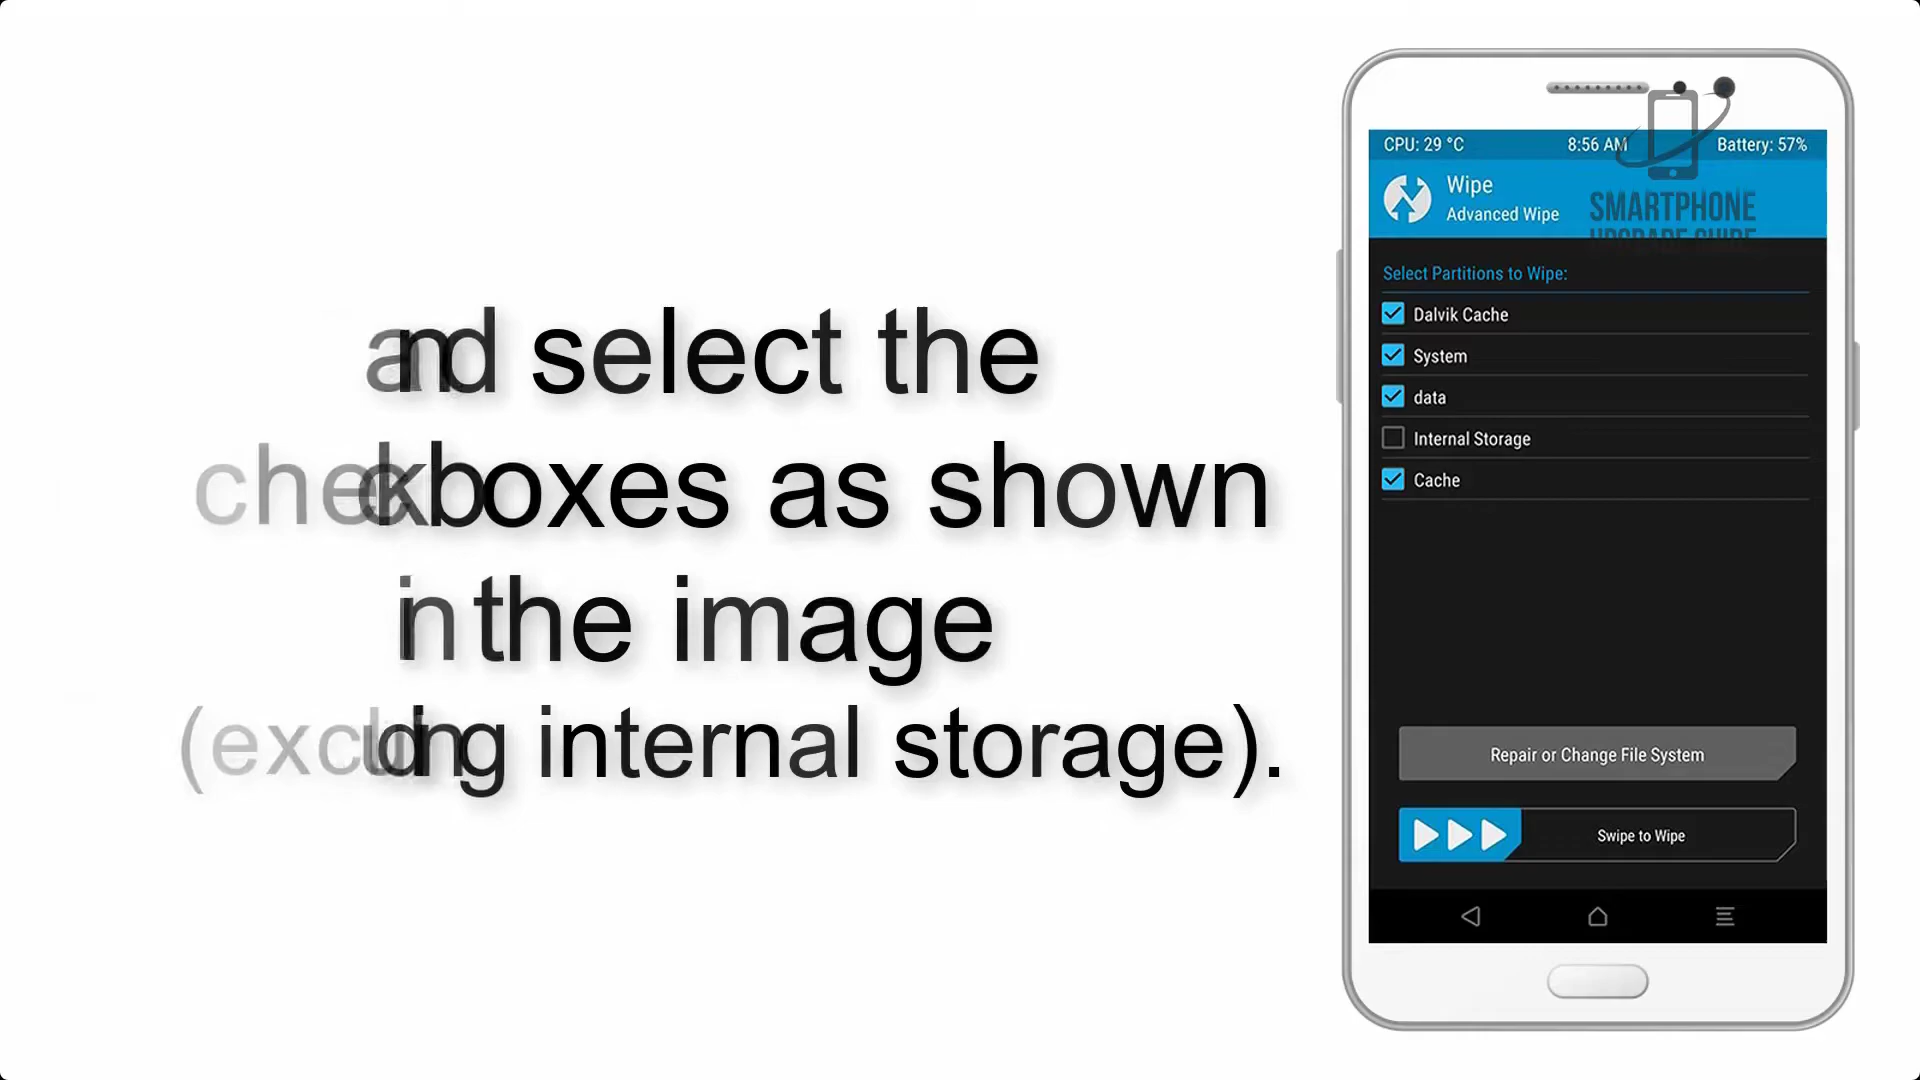 and select the
checkboxes as shown
in the image
(excluding internal storage).
CPU: 29 °C
8:56 AM
Battery: 57%
Wipe
Advanced Wipe
SMARTPHONE
UPGRADE GUIDE
Select Partitions to Wipe:
Dalvik Cache
System
data
Internal Storage
Cache
Repair or Change File System
Swipe to Wipe